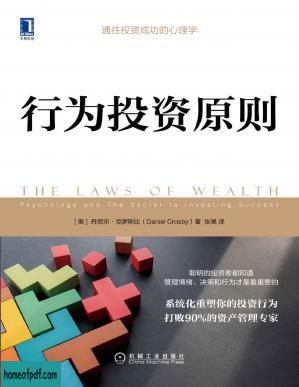 通往投资成功的心理学
行为投资原则
THE LAWS OF WEALTH
Psychology and The Secret to Investing Success
[美] 丹尼尔·克罗斯比 (Daniel Crosby) 著 张昊 译
聪明的投资者都知道
管理情绪、决策和行为才是最重要的
系统化重塑你的投资行为
打败90%的资产管理专家
机械工业出版社
CHINA MACHINE PRESS
homeofpdf.com